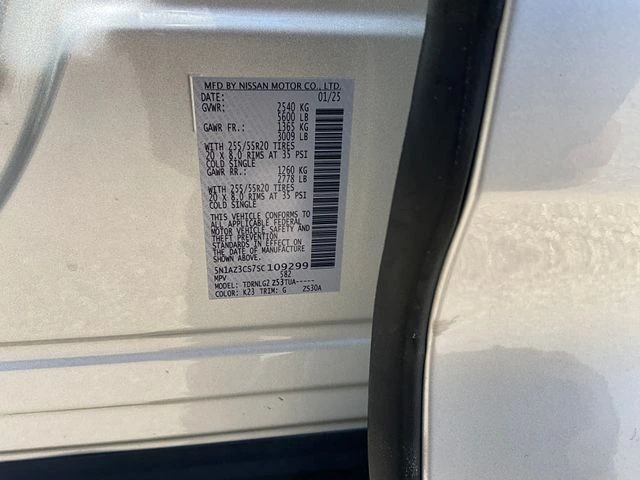 MFD BY NISSAN MOTOR CO., LTD.
DATE: 01/25
GVWR: 2540 KG
5600 LB
GAWR FR.: 1365 KG
3009 LB
WITH 255/55R20 TIRES
20 X 8.0 RIMS AT 35 PSI
COLD SINGLE
GAWR RR.: 1260 KG
2778 LB
WITH 255/55R20 TIRES
20 X 8.0 RIMS AT 35 PSI
COLD SINGLE
THIS VEHICLE CONFORMS TO
ALL APPLICABLE FEDERAL
MOTOR VEHICLE SAFETY AND
THEFT PREVENTION
STANDARDS IN EFFECT ON
THE DATE OF MANUFACTURE
SHOWN ABOVE.
5N1AZ3CS7SC109299
MPV 582
MODEL: TDRNLG2 Z53TUA-----
COLOR: K23 TRIM: G ZS30A